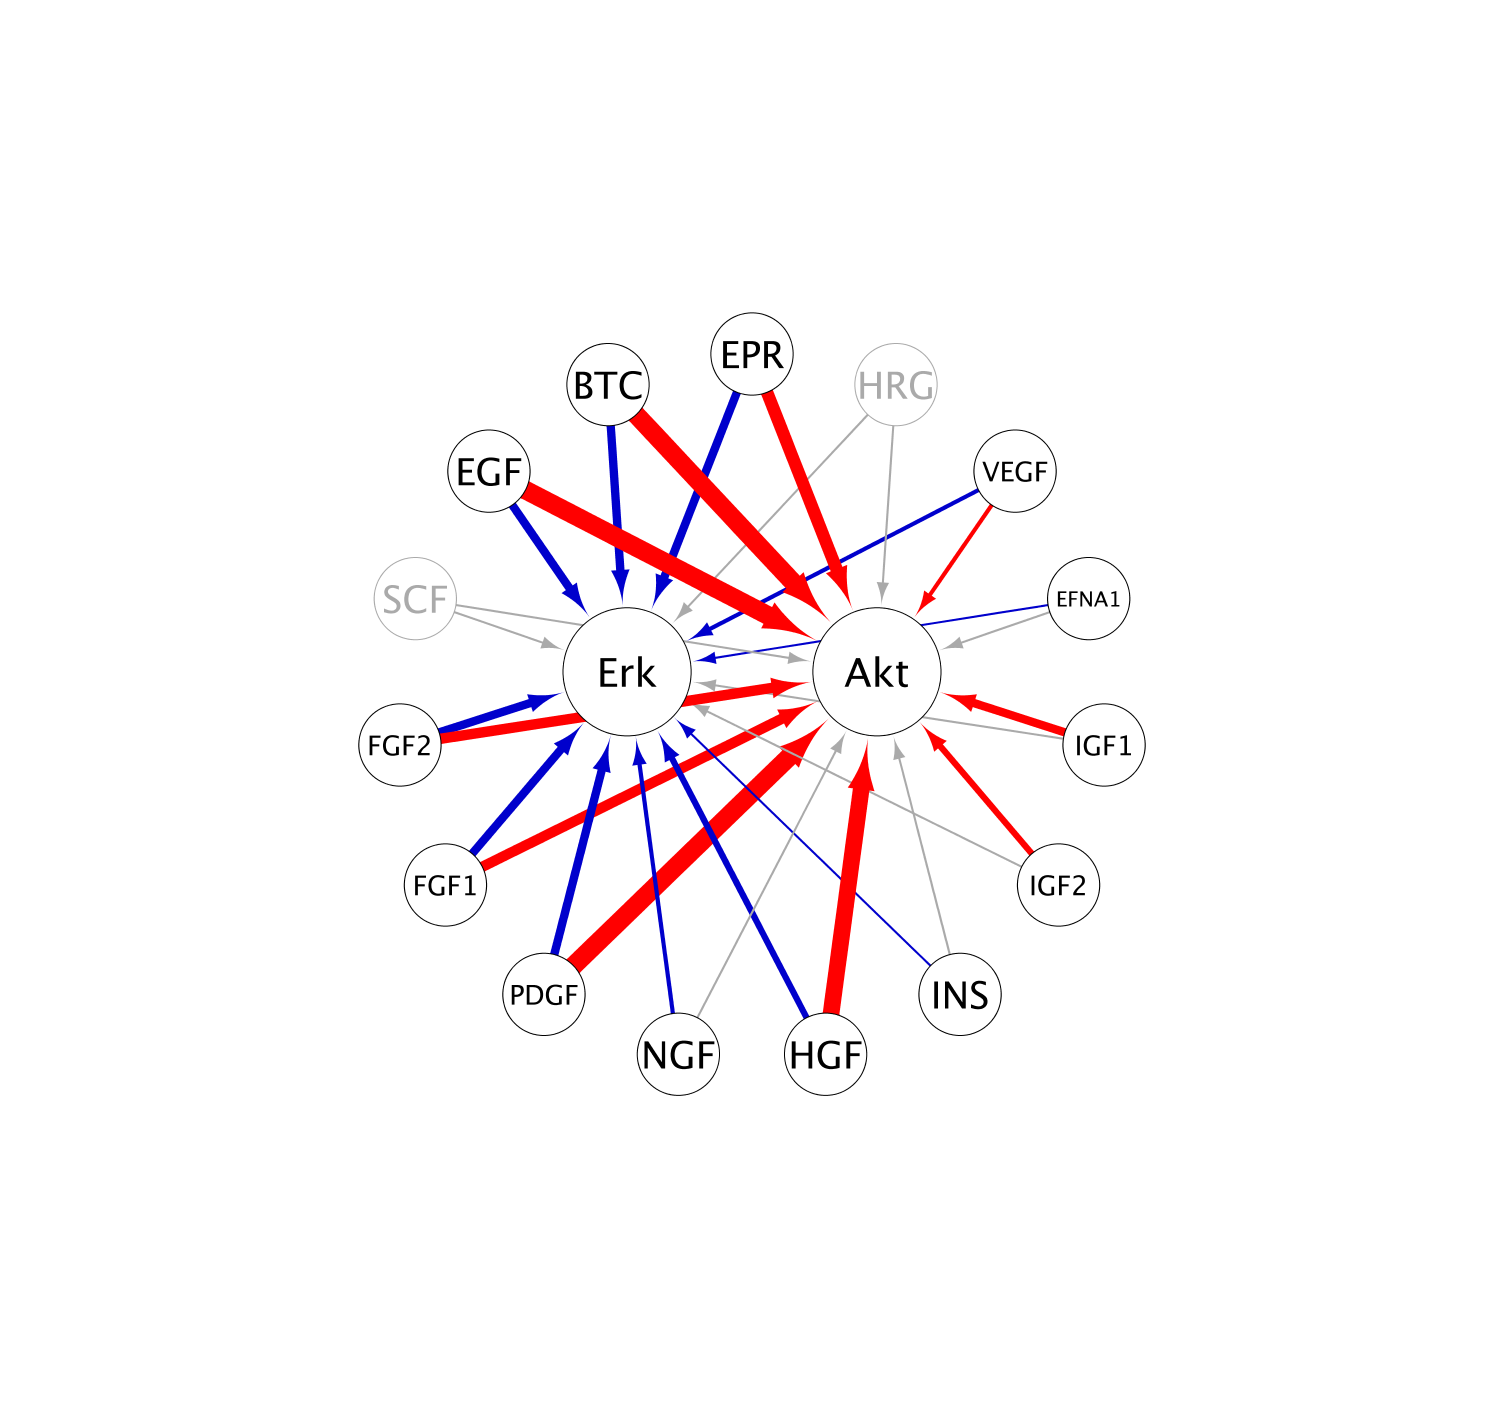 EPR
BTC
HRG
EGF
VEGF
SCF
EFNA1
Erk
Akt
FGF2
IGF1
FGF1
IGF2
PDGF
INS
NGF
HGF